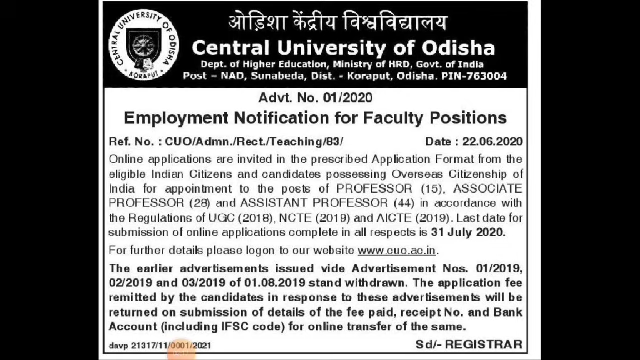 ओड़िशा केंद्रीय विश्वविद्यालय
CENTRAL UNIVERSITY OF ODISHA
KORAPUT
Central University of Odisha
Dept. of Higher Education, Ministry of HRD, Govt. of India
Post – NAD, Sunabeda, Dist. - Koraput, Odisha. PIN-763004
Advt. No. 01/2020
Employment Notification for Faculty Positions
Ref. No. : CUO/Admn./Rect./Teaching/83/ Date : 22.06.2020
Online applications are invited in the prescribed Application Format from the
eligible Indian Citizens and candidates possessing Overseas Citizenship of
India for appointment to the posts of PROFESSOR (15), ASSOCIATE
PROFESSOR (28) and ASSISTANT PROFESSOR (44) in accordance with
the Regulations of UGC (2018), NCTE (2019) and AICTE (2019). Last date for
submission of online applications complete in all respects is 31 July 2020.
For further details please logon to our website www.cuo.ac.in.
The earlier advertisements issued vide Advertisement Nos. 01/2019,
02/2019 and 03/2019 of 01.08.2019 stand withdrawn. The application fee
remitted by the candidates in response to these advertisements will be
returned on submission of details of the fee paid, receipt No. and Bank
Account (including IFSC code) for online transfer of the same.
davp 21317/11/0001/2021 Sd/- REGISTRAR